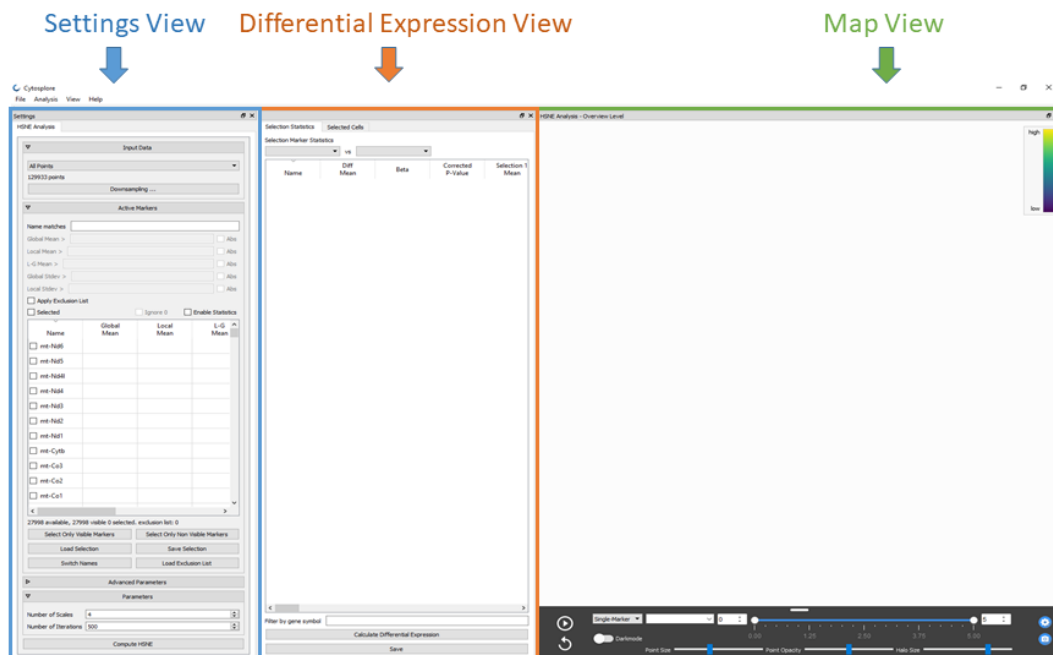 Settings View
Differential Expression View
Map View
Cytosplore
File Analysis View Help
Settings
HSNE Analysis
Input Data
All Points
129933 points
Downsampling ...
Active Markers
Name matches
Global Mean > Abs
Local Mean > Abs
L-G Mean > Abs
Global Stdev > Abs
Local Stdev > Abs
Apply Exclusion List
Selected Ignore 0 Enable Statistics
Name Global Mean Local Mean L-G Mean
mt-Nd6
mt-Nd5
mt-Nd4l
mt-Nd4
mt-Nd3
mt-Nd2
mt-Nd1
mt-Cytb
mt-Co3
mt-Co2
mt-Co1
27998 available, 27998 visible 0 selected. exclusion list: 0
Select Only Visible Markers Select Only Non Visible Markers
Load Selection Save Selection
Switch Names Load Exclusion List
Advanced Parameters
Parameters
Number of Scales 4
Number of Iterations 500
Compute HSNE
Selection Statistics Selected Cells
Selection Marker Statistics
vs
Name Diff Mean Beta Corrected P-Value Selection 1 Mean
Filter by gene symbol
Calculate Differential Expression
Save
HSNE Analysis - Overview Level
high
low
Single Marker 0 5
0.00 1.25 2.50 3.75 5.00
Darkmode
Point Size Point Opacity Halo Size